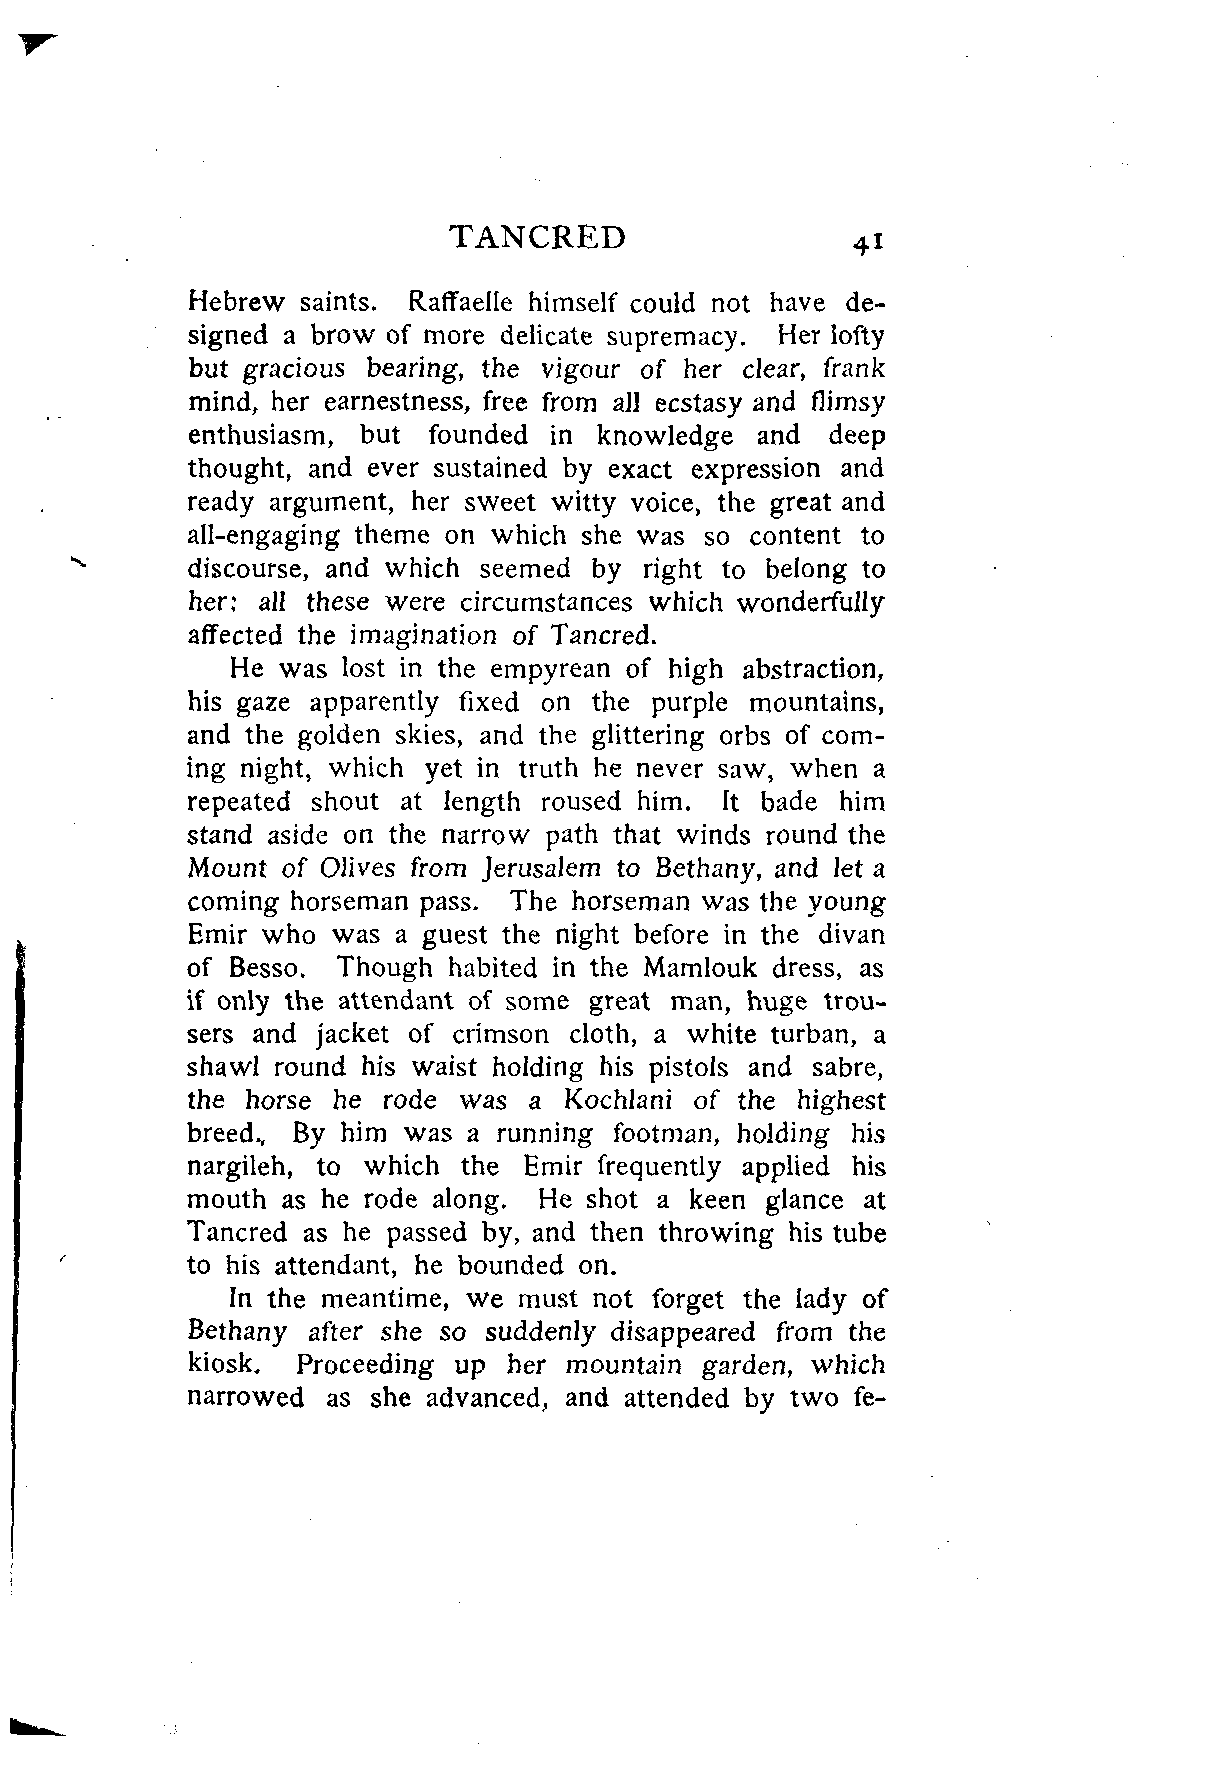 TANCRED 41
Hebrew saints. Raffaelle himself could not have de-
signed a brow of more delicate supremacy. Her lofty
but gracious bearing, the vigour of her clear, frank
mind, her earnestness, free from all ecstasy and flimsy
enthusiasm, but founded in knowledge and deep
thought, and ever sustained by exact expression and
ready argument, her sweet witty voice, the great and
all-engaging theme on which she was so content to
discourse, and which seemed by right to belong to
her: all these were circumstances which wonderfully
affected the imagination of Tancred.
He was lost in the empyrean of high abstraction,
his gaze apparently fixed on the purple mountains,
and the golden skies, and the glittering orbs of com-
ing night, which yet in truth he never saw, when a
repeated shout at length roused him. It bade him
stand aside on the narrow path that winds round the
Mount of Olives from Jerusalem to Bethany, and let a
coming horseman pass. The horseman was the young
Emir who was a guest the night before in the divan
of Besso. Though habited in the Mamlouk dress, as
if only the attendant of some great man, huge trou-
sers and jacket of crimson cloth, a white turban, a
shawl round his waist holding his pistols and sabre,
the horse he rode was a Kochlani of the highest
breed. By him was a running footman, holding his
nargileh, to which the Emir frequently applied his
mouth as he rode along. He shot a keen glance at
Tancred as he passed by, and then throwing his tube
to his attendant, he bounded on.
In the meantime, we must not forget the lady of
Bethany after she so suddenly disappeared from the
kiosk. Proceeding up her mountain garden, which
narrowed as she advanced, and attended by two fe-